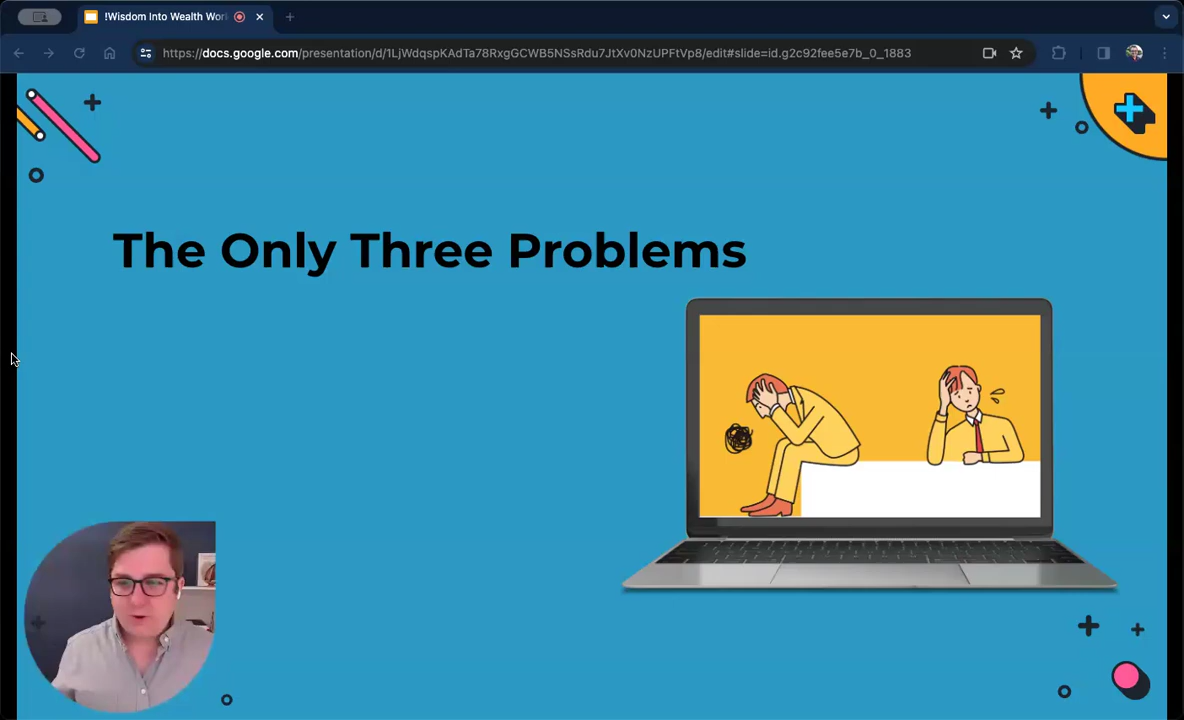 !Wisdom Into Wealth Wor
https://docs.google.com/presentation/d/1LjWdqspKAdTa78RxgGCWB5NSsRdu7JtXv0NzUPFtVp8/edit#slide=id.g2c92fee5e7b_0_1883
The Only Three Problems